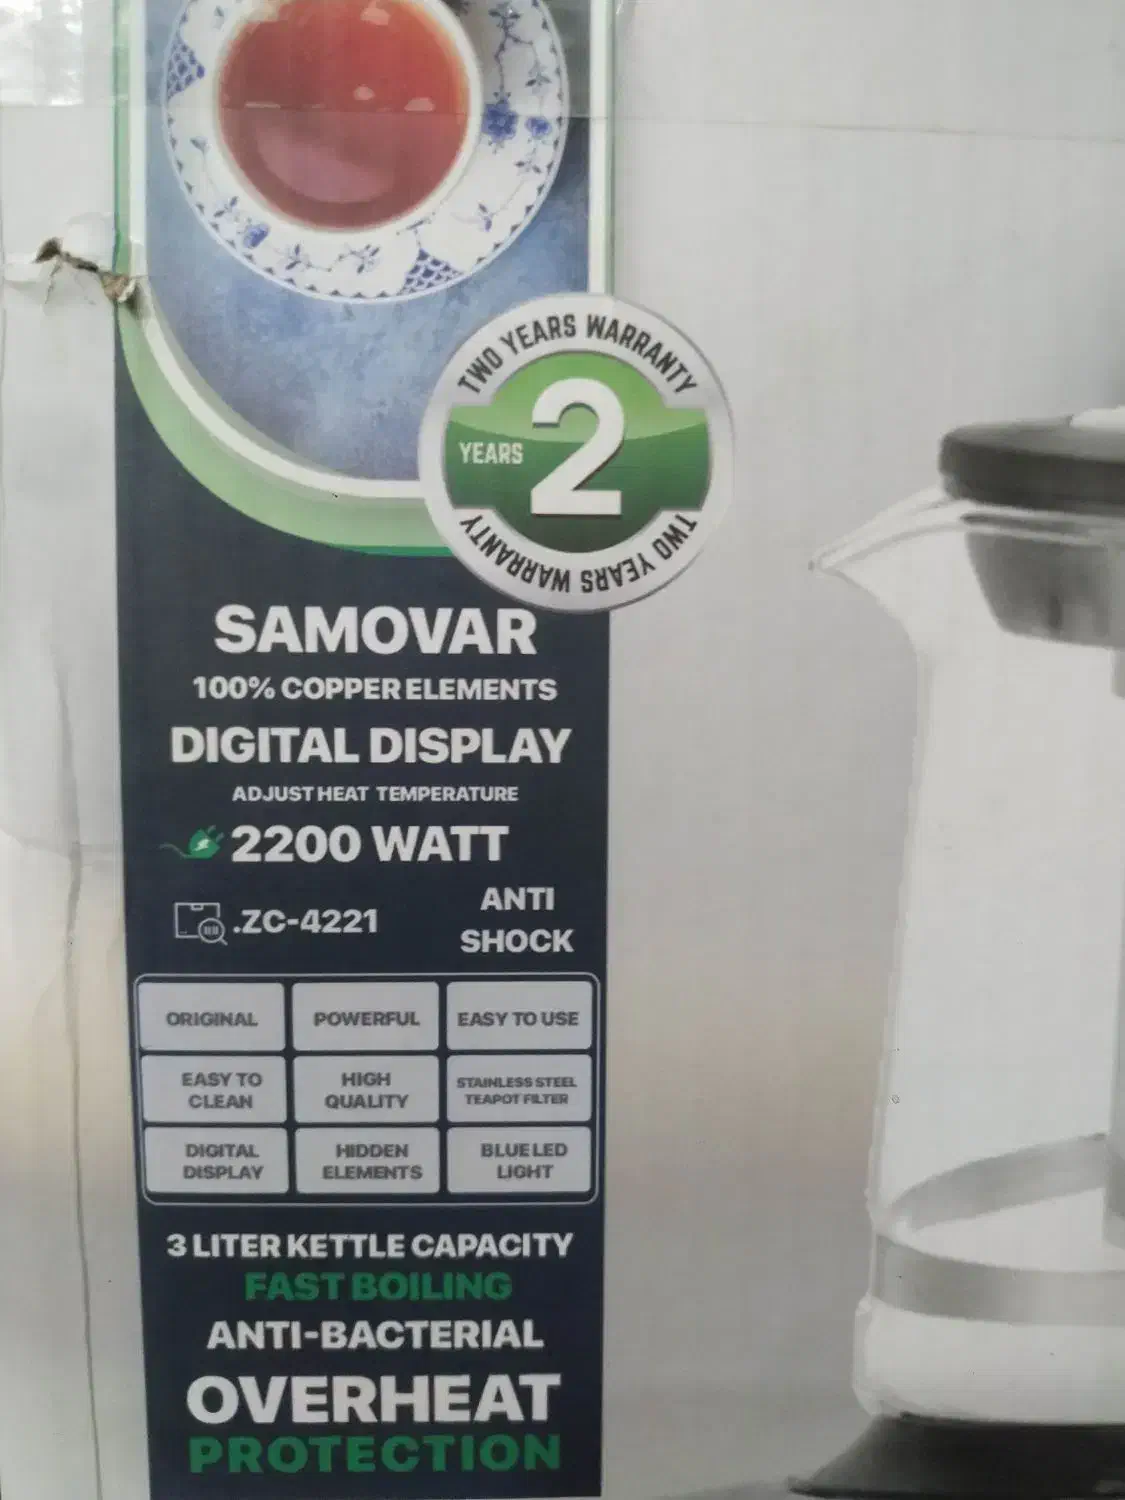 TWO YEARS WARRANTY
YEARS 2
TWO YEARS WARRANTY
SAMOVAR
100% COPPER ELEMENTS
DIGITAL DISPLAY
ADJUST HEAT TEMPERATURE
2200 WATT
.ZC-4221
ANTI
SHOCK
ORIGINAL
POWERFUL
EASY TO USE
EASY TO
CLEAN
HIGH
QUALITY
STAINLESS STEEL
TEAPOT FILTER
DIGITAL
DISPLAY
HIDDEN
ELEMENTS
BLUE LED
LIGHT
3 LITER KETTLE CAPACITY
FAST BOILING
ANTI-BACTERIAL
OVERHEAT
PROTECTION